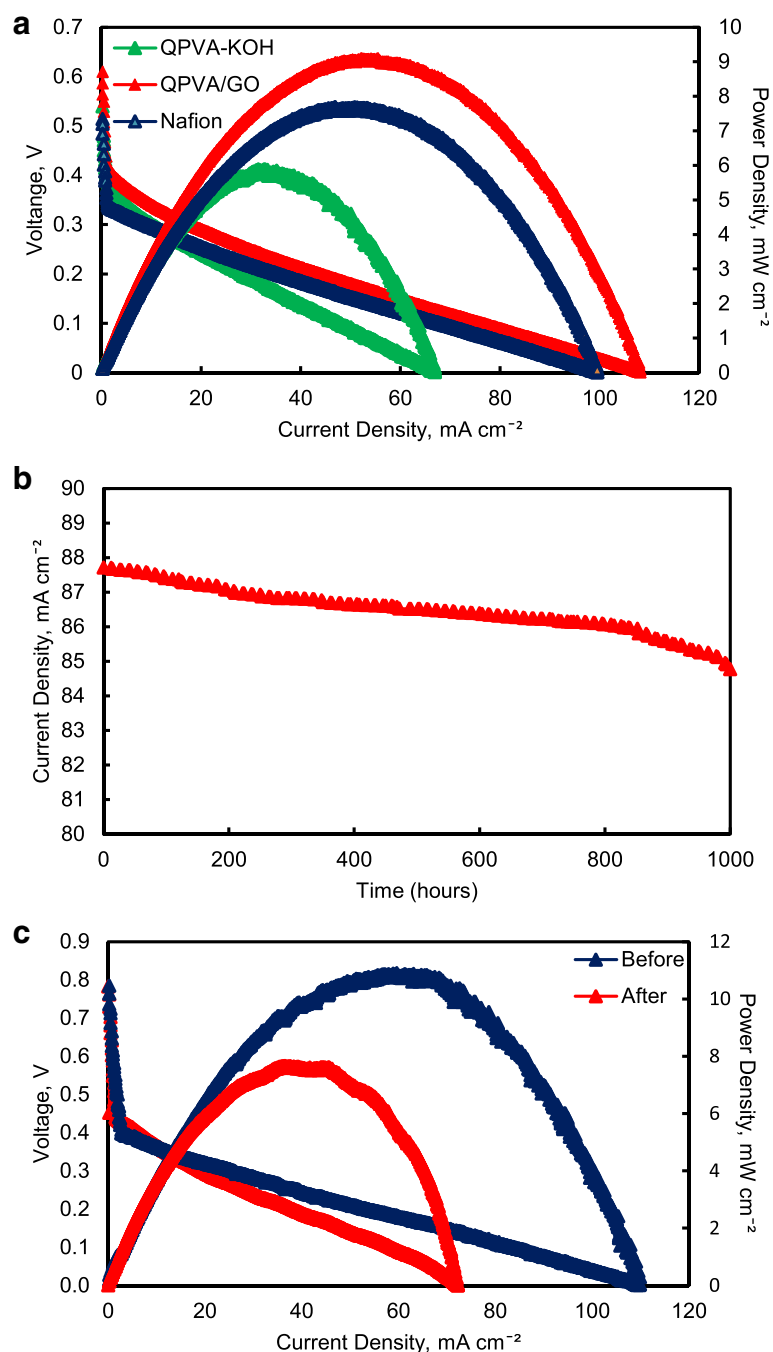 a
0.7
0.6
0.5
0.4
0.3
0.2
0.1
0
Voltange, V
QPVA-KOH
QPVA/GO
Nafion
10
9
8
7
6
5
4
3
2
1
0
Power Density, mW cm⁻²
0 20 40 60 80 100 120
Current Density, mA cm⁻²
b
90
89
88
87
86
85
84
83
82
81
80
Current Density, mA cm⁻²
0 200 400 600 800 1000
Time (hours)
c
0.9
0.8
0.7
0.6
0.5
0.4
0.3
0.2
0.1
0.0
Voltage, V
Before
After
12
10
8
6
4
2
0
Power Density, mW cm⁻²
0 20 40 60 80 100 120
Current Density, mA cm⁻²